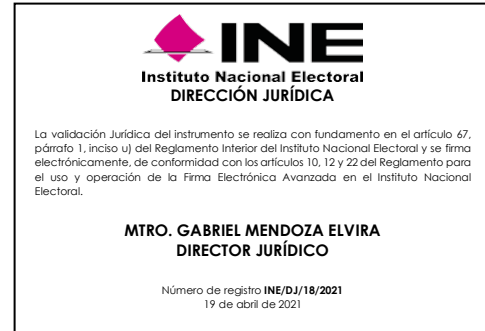 INE
Instituto Nacional Electoral
DIRECCIÓN JURÍDICA
La validación Jurídica del instrumento se realiza con fundamento en el artículo 67,
párrafo 1, inciso u) del Reglamento Interior del Instituto Nacional Electoral y se firma
electrónicamente, de conformidad con los artículos 10, 12 y 22 del Reglamento para
el uso y operación de la Firma Electrónica Avanzada en el Instituto Nacional
Electoral.
MTRO. GABRIEL MENDOZA ELVIRA
DIRECTOR JURÍDICO
Número de registro INE/DJ/18/2021
19 de abril de 2021